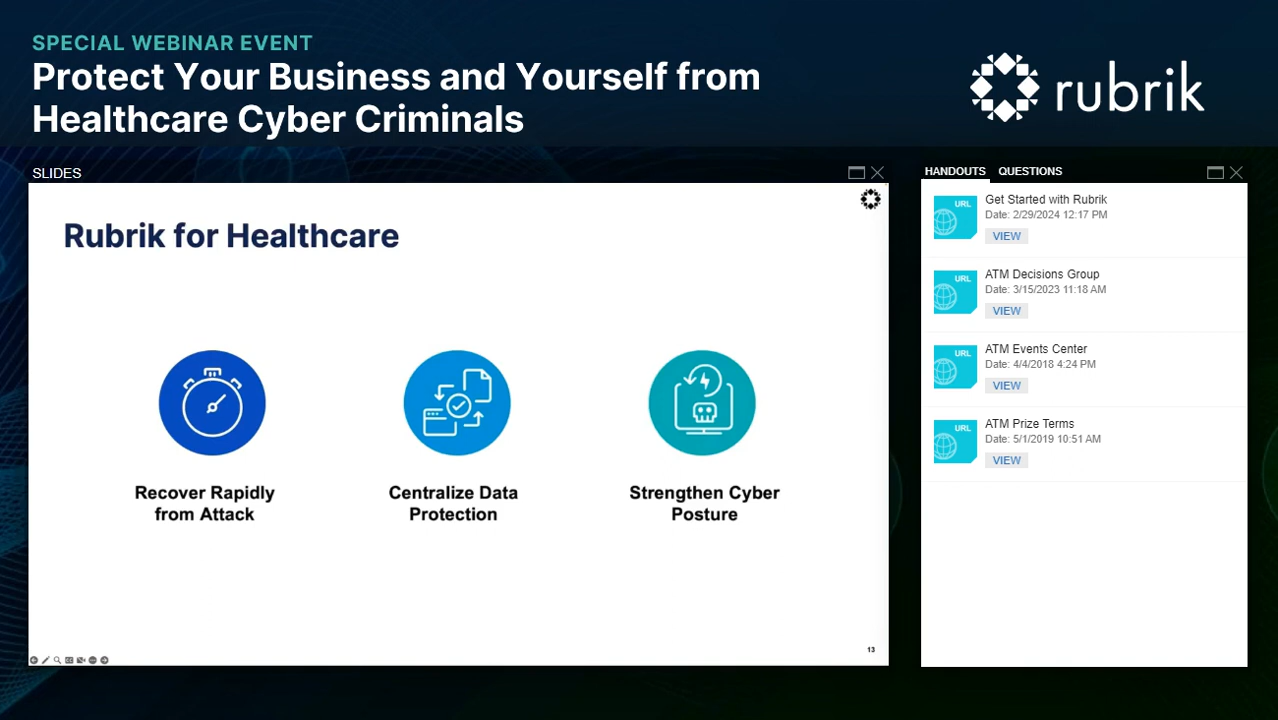 SPECIAL WEBINAR EVENT
Protect Your Business and Yourself from
Healthcare Cyber Criminals
rubrik
SLIDES
Rubrik for Healthcare
Recover Rapidly
from Attack
Centralize Data
Protection
Strengthen Cyber
Posture
13
HANDOUTS QUESTIONS
URL
Get Started with Rubrik
Date: 2/29/2024 12:17 PM
VIEW
URL
ATM Decisions Group
Date: 3/15/2023 11:18 AM
VIEW
URL
ATM Events Center
Date: 4/4/2018 4:24 PM
VIEW
URL
ATM Prize Terms
Date: 5/1/2019 10:51 AM
VIEW